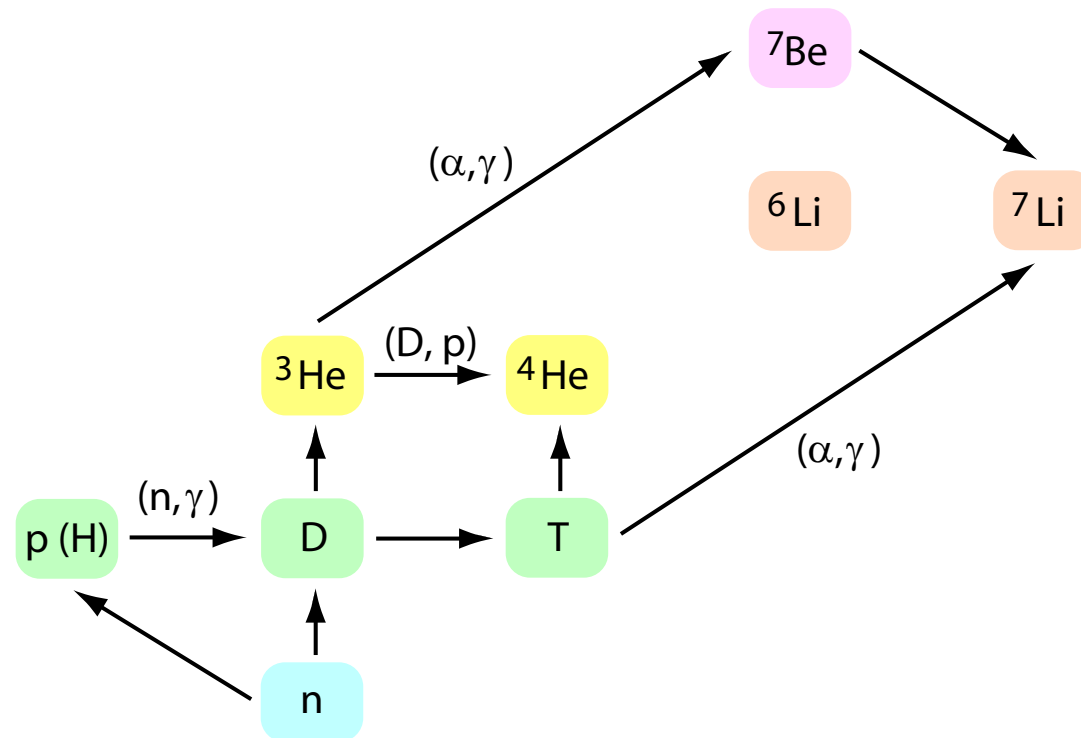 ⁷Be
(α,γ)
⁶Li
⁷Li
(D, p)
³He
⁴He
(α,γ)
(n,γ)
p (H)
D
T
n